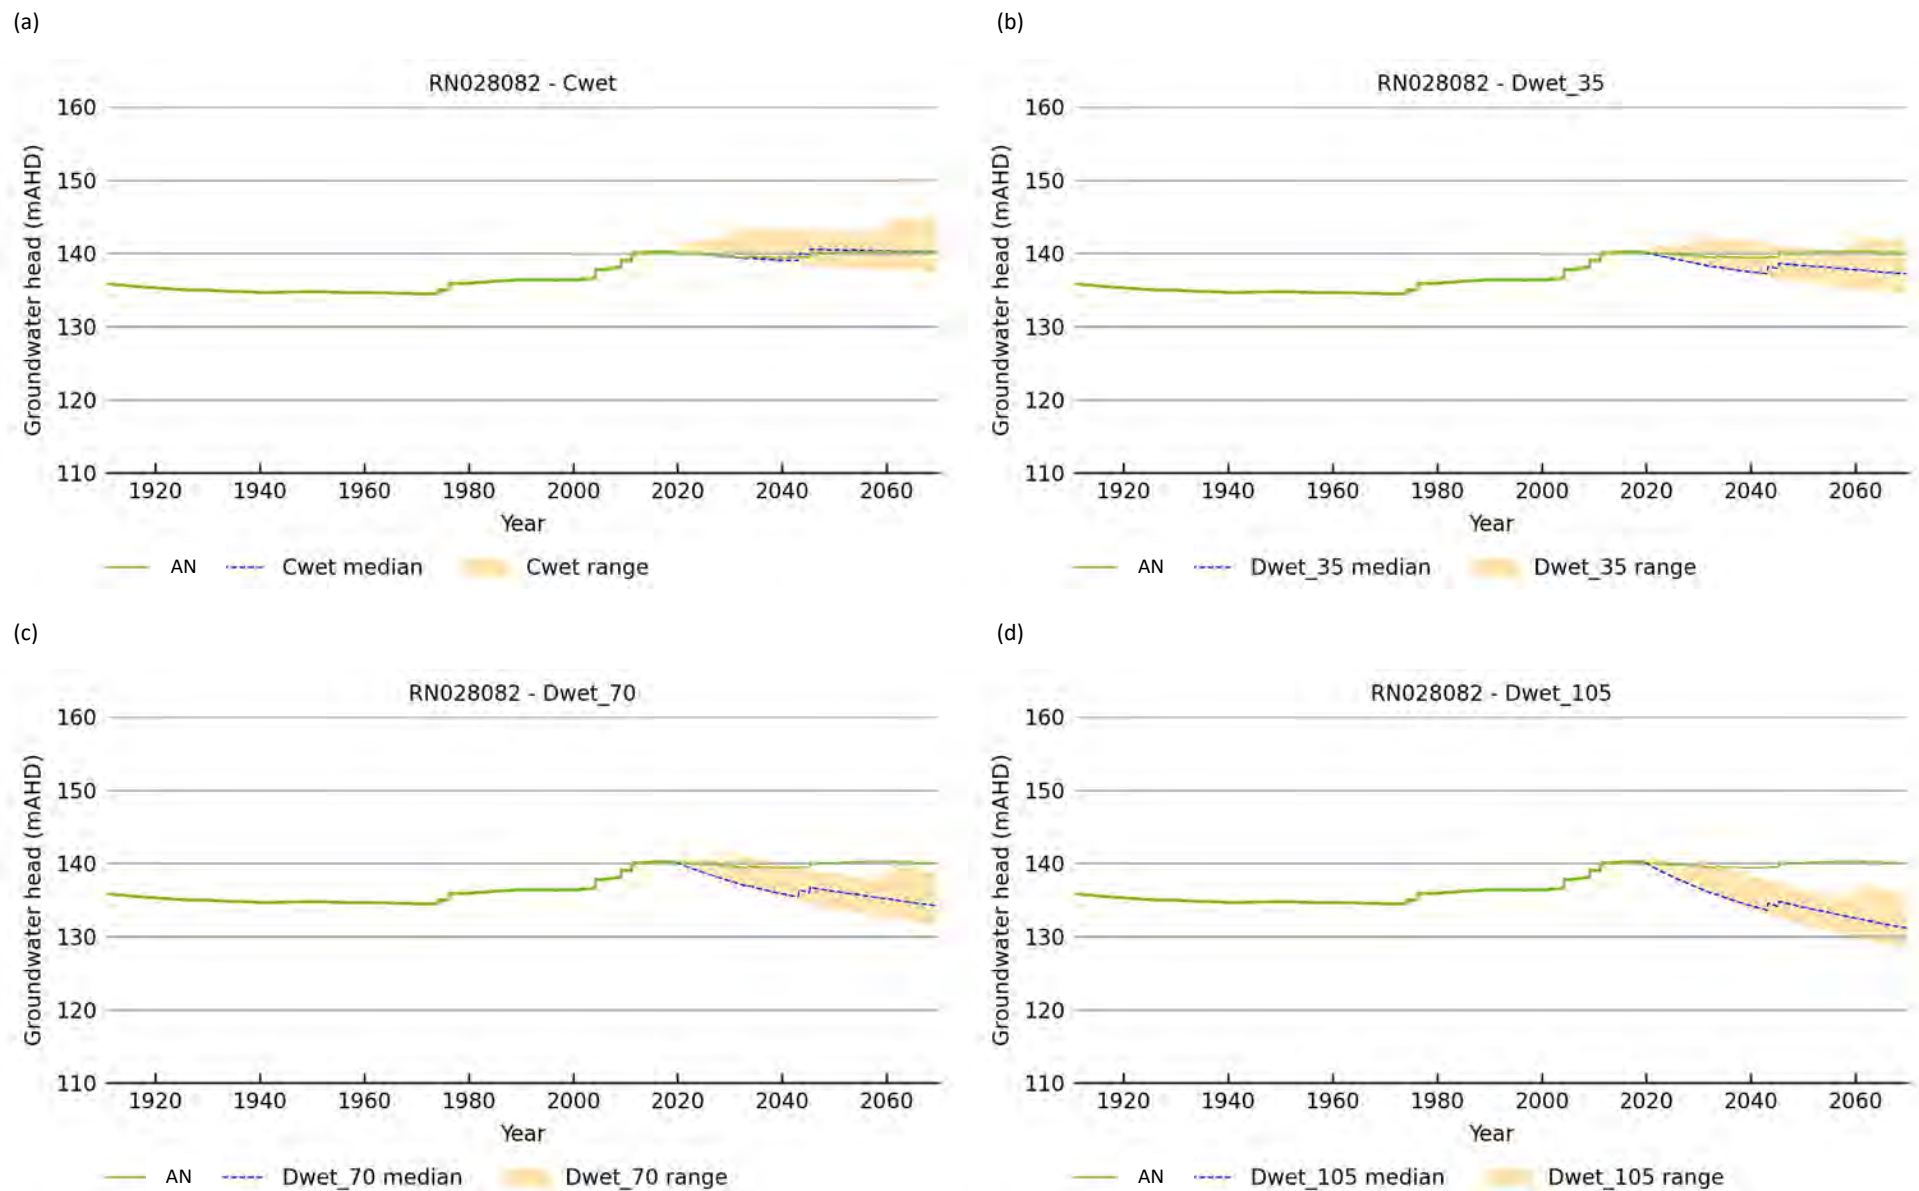 (a)
RN028082 - Cwet
160
150
140
130
120
110
Groundwater head (mAHD)
1920 1940 1960 1980 2000 2020 2040 2060
Year
AN Cwet median Cwet range
(b)
RN028082 - Dwet_35
160
150
140
130
120
110
Groundwater head (mAHD)
1920 1940 1960 1980 2000 2020 2040 2060
Year
AN Dwet_35 median Dwet_35 range
(c)
RN028082 - Dwet_70
160
150
140
130
120
110
Groundwater head (mAHD)
1920 1940 1960 1980 2000 2020 2040 2060
Year
AN Dwet_70 median Dwet_70 range
(d)
RN028082 - Dwet_105
160
150
140
130
120
110
Groundwater head (mAHD)
1920 1940 1960 1980 2000 2020 2040 2060
Year
AN Dwet_105 median Dwet_105 range